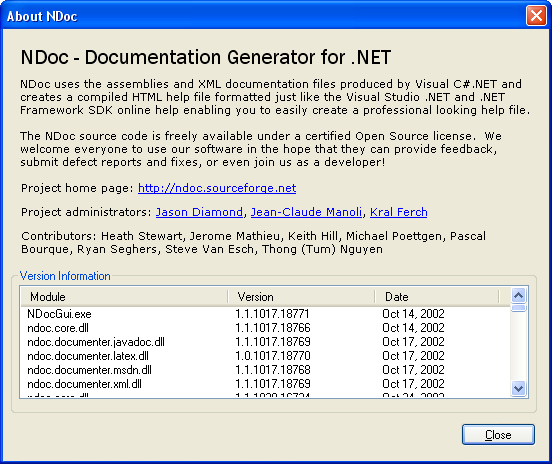 About NDoc
NDoc - Documentation Generator for .NET
NDoc uses the assemblies and XML documentation files produced by Visual C#.NET and
creates a compiled HTML help file formatted just like the Visual Studio .NET and .NET
Framework SDK online help enabling you to easily create a professional looking help file.
The NDoc source code is freely available under a certified Open Source license. We
welcome everyone to use our software in the hope that they can provide feedback,
submit defect reports and fixes, or even join us as a developer!
Project home page: http://ndoc.sourceforge.net
Project administrators: Jason Diamond, Jean-Claude Manoli, Kral Ferch
Contributors: Heath Stewart, Jerome Mathieu, Keith Hill, Michael Poettgen, Pascal
Bourque, Ryan Seghers, Steve Van Esch, Thong (Tum) Nguyen
Version Information
Module Version Date
NDocGui.exe 1.1.1017.18771 Oct 14, 2002
ndoc.core.dll 1.1.1017.18766 Oct 14, 2002
ndoc.documenter.javadoc.dll 1.1.1017.18769 Oct 17, 2002
ndoc.documenter.latex.dll 1.0.1017.18770 Oct 17, 2002
ndoc.documenter.msdn.dll 1.1.1017.18768 Oct 17, 2002
ndoc.documenter.xml.dll 1.1.1017.18769 Oct 17, 2002
Close